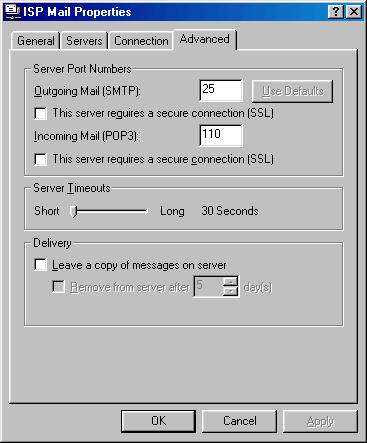 ISP Mail Properties
General Servers Connection Advanced
Server Port Numbers
Outgoing Mail (SMTP): 25 Use Defaults
This server requires a secure connection (SSL)
Incoming Mail (POP3): 110
This server requires a secure connection (SSL)
Server Timeouts
Short Long 30 Seconds
Delivery
Leave a copy of messages on server
Remove from server after 5 day(s)
OK Cancel Apply